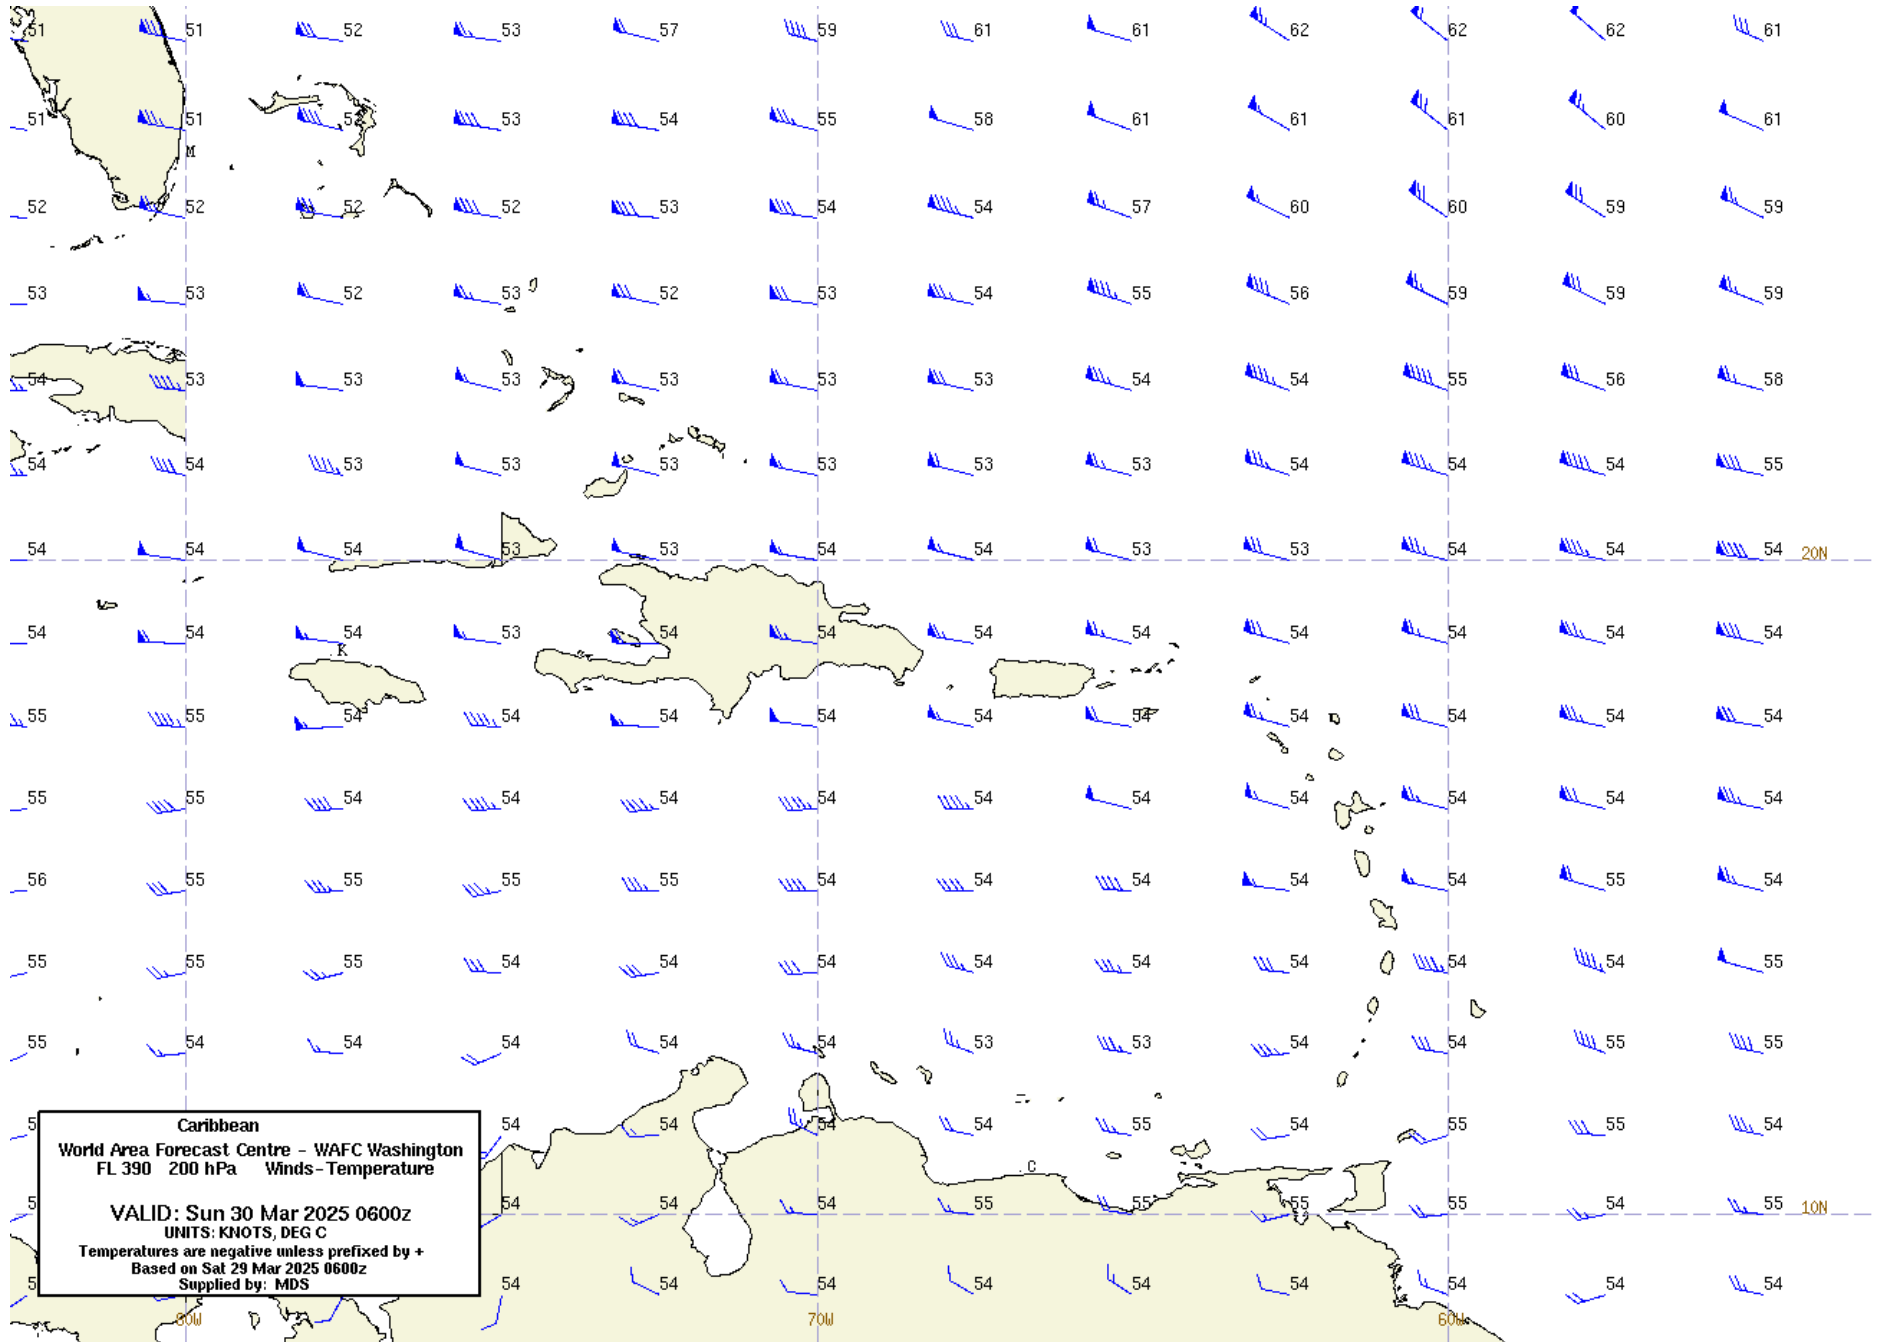 51 51 52 53 57 59 61 61 62 62 62 61
51 51 52 53 54 55 58 61 61 61 60 61
M
52 52 52 52 53 54 54 57 60 60 59 59
53 53 52 53 52 53 54 55 56 59 59 59
54 53 53 53 53 53 53 54 54 55 56 58
54 54 53 53 53 53 53 53 54 54 54 55
54 54 54 53 53 54 54 53 53 54 54 54 20N
54 54 54 53 54 54 54 54 54 54 54 54
K
55 55 54 54 54 54 54 54 54 54 54 54
55 55 54 54 54 54 54 54 54 54 54 54
56 55 55 55 55 54 54 54 54 54 55 54
55 55 55 54 54 54 54 54 54 54 54 55
55 54 54 54 54 54 53 53 54 54 55 55
5 54 54 54 54 55 54 55 54 54
C
5 54 54 54 55 55 55 55 54 55 10N
5 54 54 54 54 54 54 54 54 54
Caribbean
World Area Forecast Centre - WAFC Washington
FL 390 200 hPa Winds-Temperature
VALID: Sun 30 Mar 2025 0600z
UNITS: KNOTS, DEG C
Temperatures are negative unless prefixed by +
Based on Sat 29 Mar 2025 0600z
Supplied by: MDS
80W 70W 60W